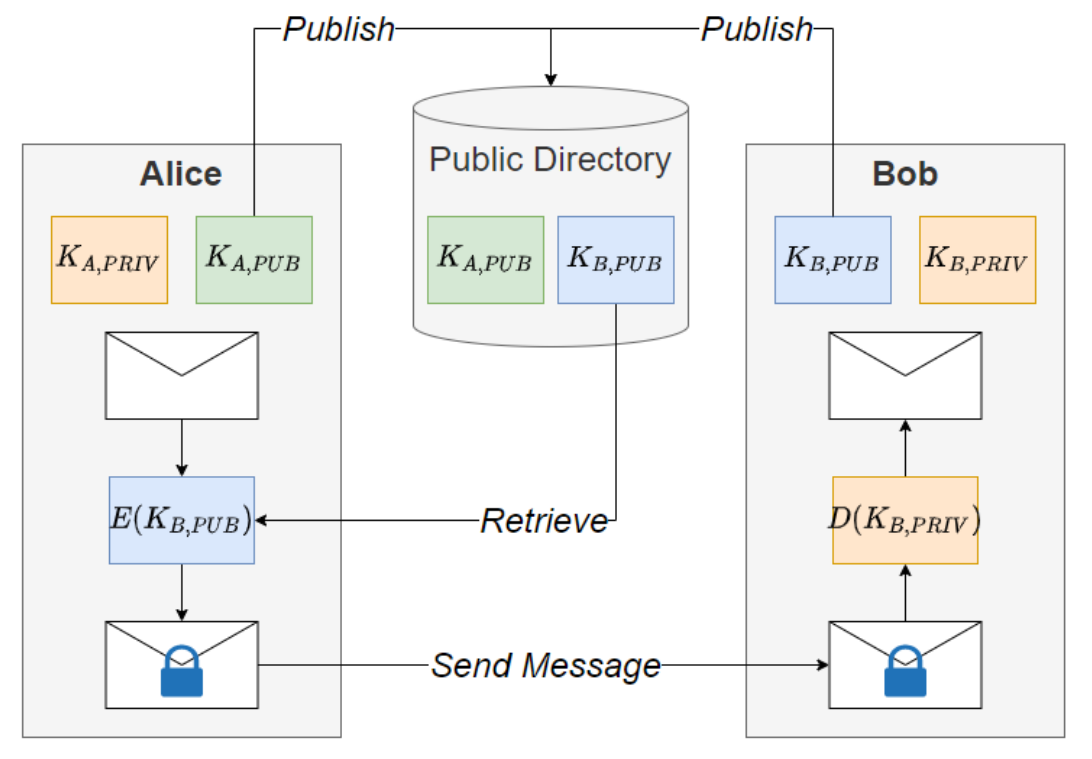 Publish
Publish
Public Directory
Alice
Bob
K_{A,PRIV}
K_{A,PUB}
K_{A,PUB}
K_{B,PUB}
K_{B,PUB}
K_{B,PRIV}
E(K_{B,PUB})
Retrieve
D(K_{B,PRIV})
Send Message